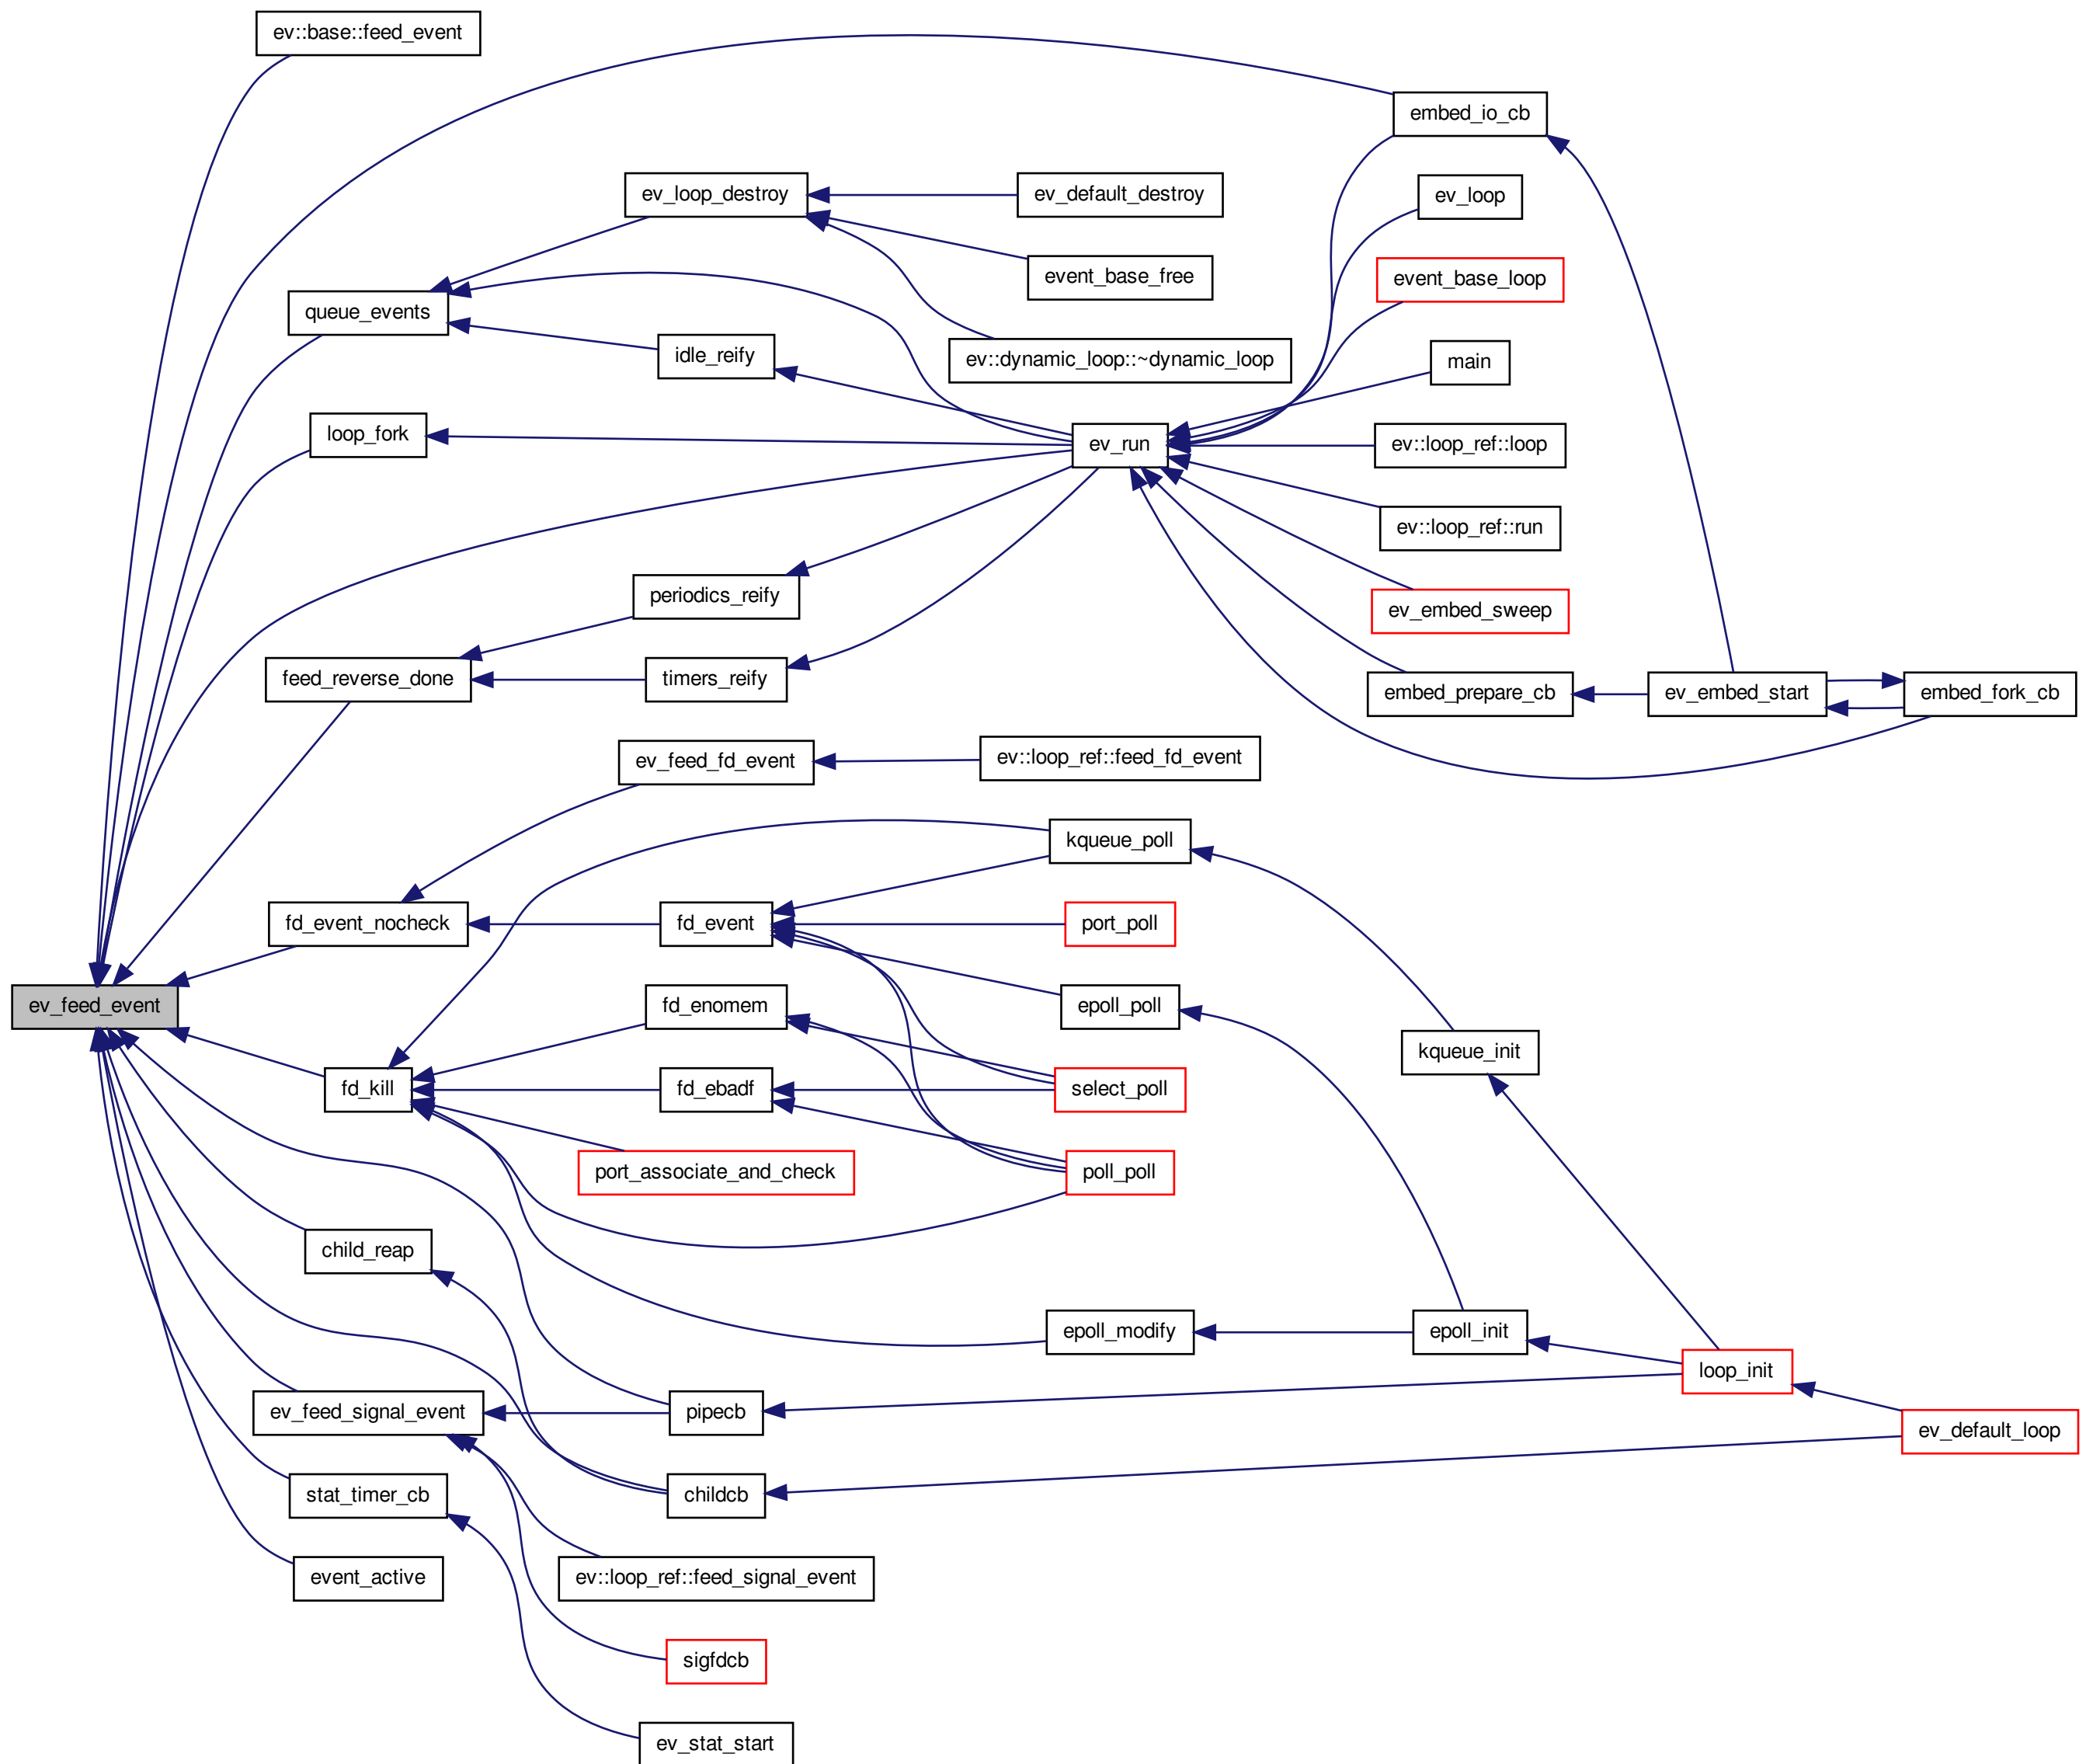 ev::base::feed_event
embed_io_cb
ev_loop_destroy
ev_default_destroy
ev_loop
event_base_free
event_base_loop
queue_events
idle_reify
ev::dynamic_loop::~dynamic_loop
main
loop_fork
ev_run
ev::loop_ref::loop
ev::loop_ref::run
periodics_reify
ev_embed_sweep
feed_reverse_done
timers_reify
embed_prepare_cb
ev_embed_start
embed_fork_cb
ev_feed_fd_event
ev::loop_ref::feed_fd_event
kqueue_poll
fd_event_nocheck
fd_event
port_poll
ev_feed_event
fd_enomem
epoll_poll
kqueue_init
fd_kill
fd_ebadf
select_poll
port_associate_and_check
poll_poll
child_reap
epoll_modify
epoll_init
loop_init
ev_feed_signal_event
pipecb
ev_default_loop
stat_timer_cb
childcb
event_active
ev::loop_ref::feed_signal_event
sigfdcb
ev_stat_start